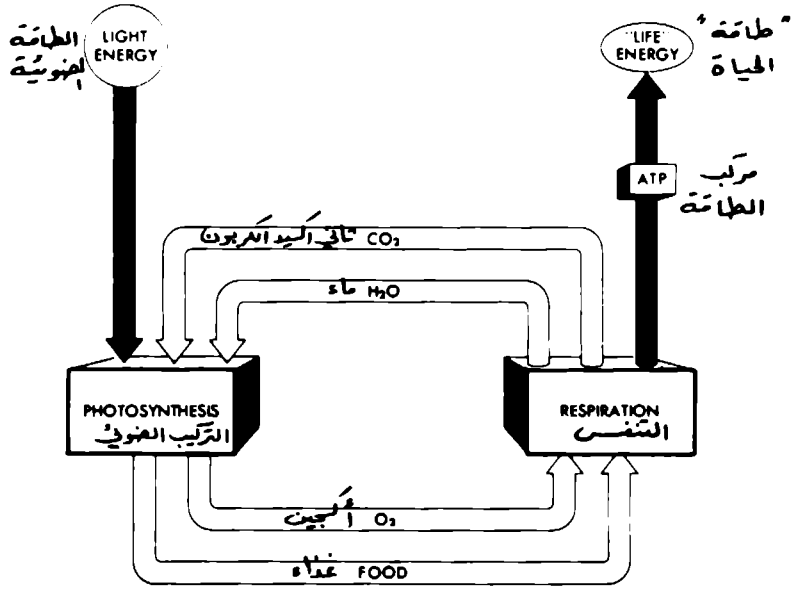 الطاقة
الضوئية
LIGHT
ENERGY
"LIFE"
ENERGY
"طاقة
الحياة"
ATP
مركب
الطاقة
ثاني اكسيد الكربون CO₂
ماء H₂O
PHOTOSYNTHESIS
التركيب الضوئي
RESPIRATION
التنفس
أكسجين O₂
غذاء FOOD